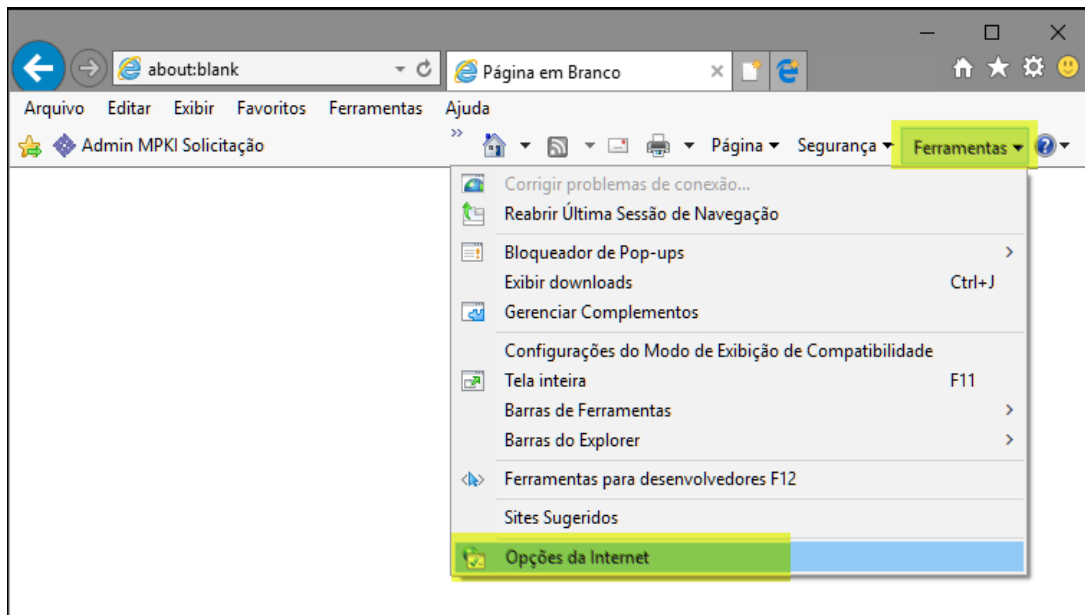 about:blank
Página em Branco
Arquivo Editar Exibir Favoritos Ferramentas Ajuda
Admin MPKI Solicitação
Página Segurança Ferramentas
Corrigir problemas de conexão...
Reabrir Última Sessão de Navegação
Bloqueador de Pop-ups
Exibir downloads Ctrl+J
Gerenciar Complementos
Configurações do Modo de Exibição de Compatibilidade
Tela inteira F11
Barras de Ferramentas
Barras do Explorer
Ferramentas para desenvolvedores F12
Sites Sugeridos
Opções da Internet